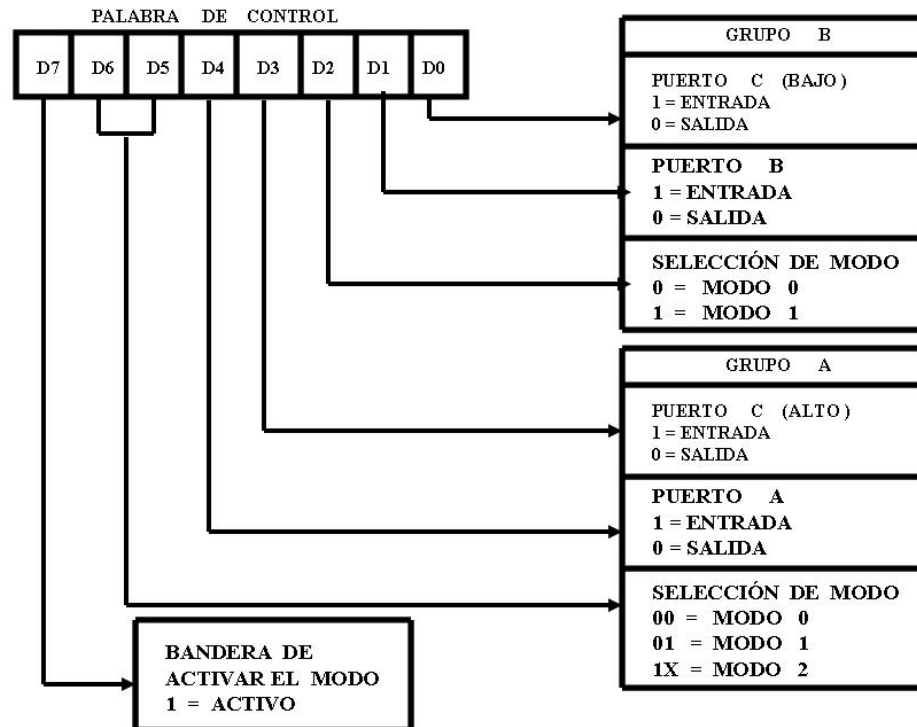 PALABRA DE CONTROL
D7 D6 D5 D4 D3 D2 D1 D0
GRUPO B
PUERTO C (BAJO)
1 = ENTRADA
0 = SALIDA
PUERTO B
1 = ENTRADA
0 = SALIDA
SELECCIÓN DE MODO
0 = MODO 0
1 = MODO 1
GRUPO A
PUERTO C (ALTO)
1 = ENTRADA
0 = SALIDA
PUERTO A
1 = ENTRADA
0 = SALIDA
SELECCIÓN DE MODO
00 = MODO 0
01 = MODO 1
1X = MODO 2
BANDERA DE
ACTIVAR EL MODO
1 = ACTIVO